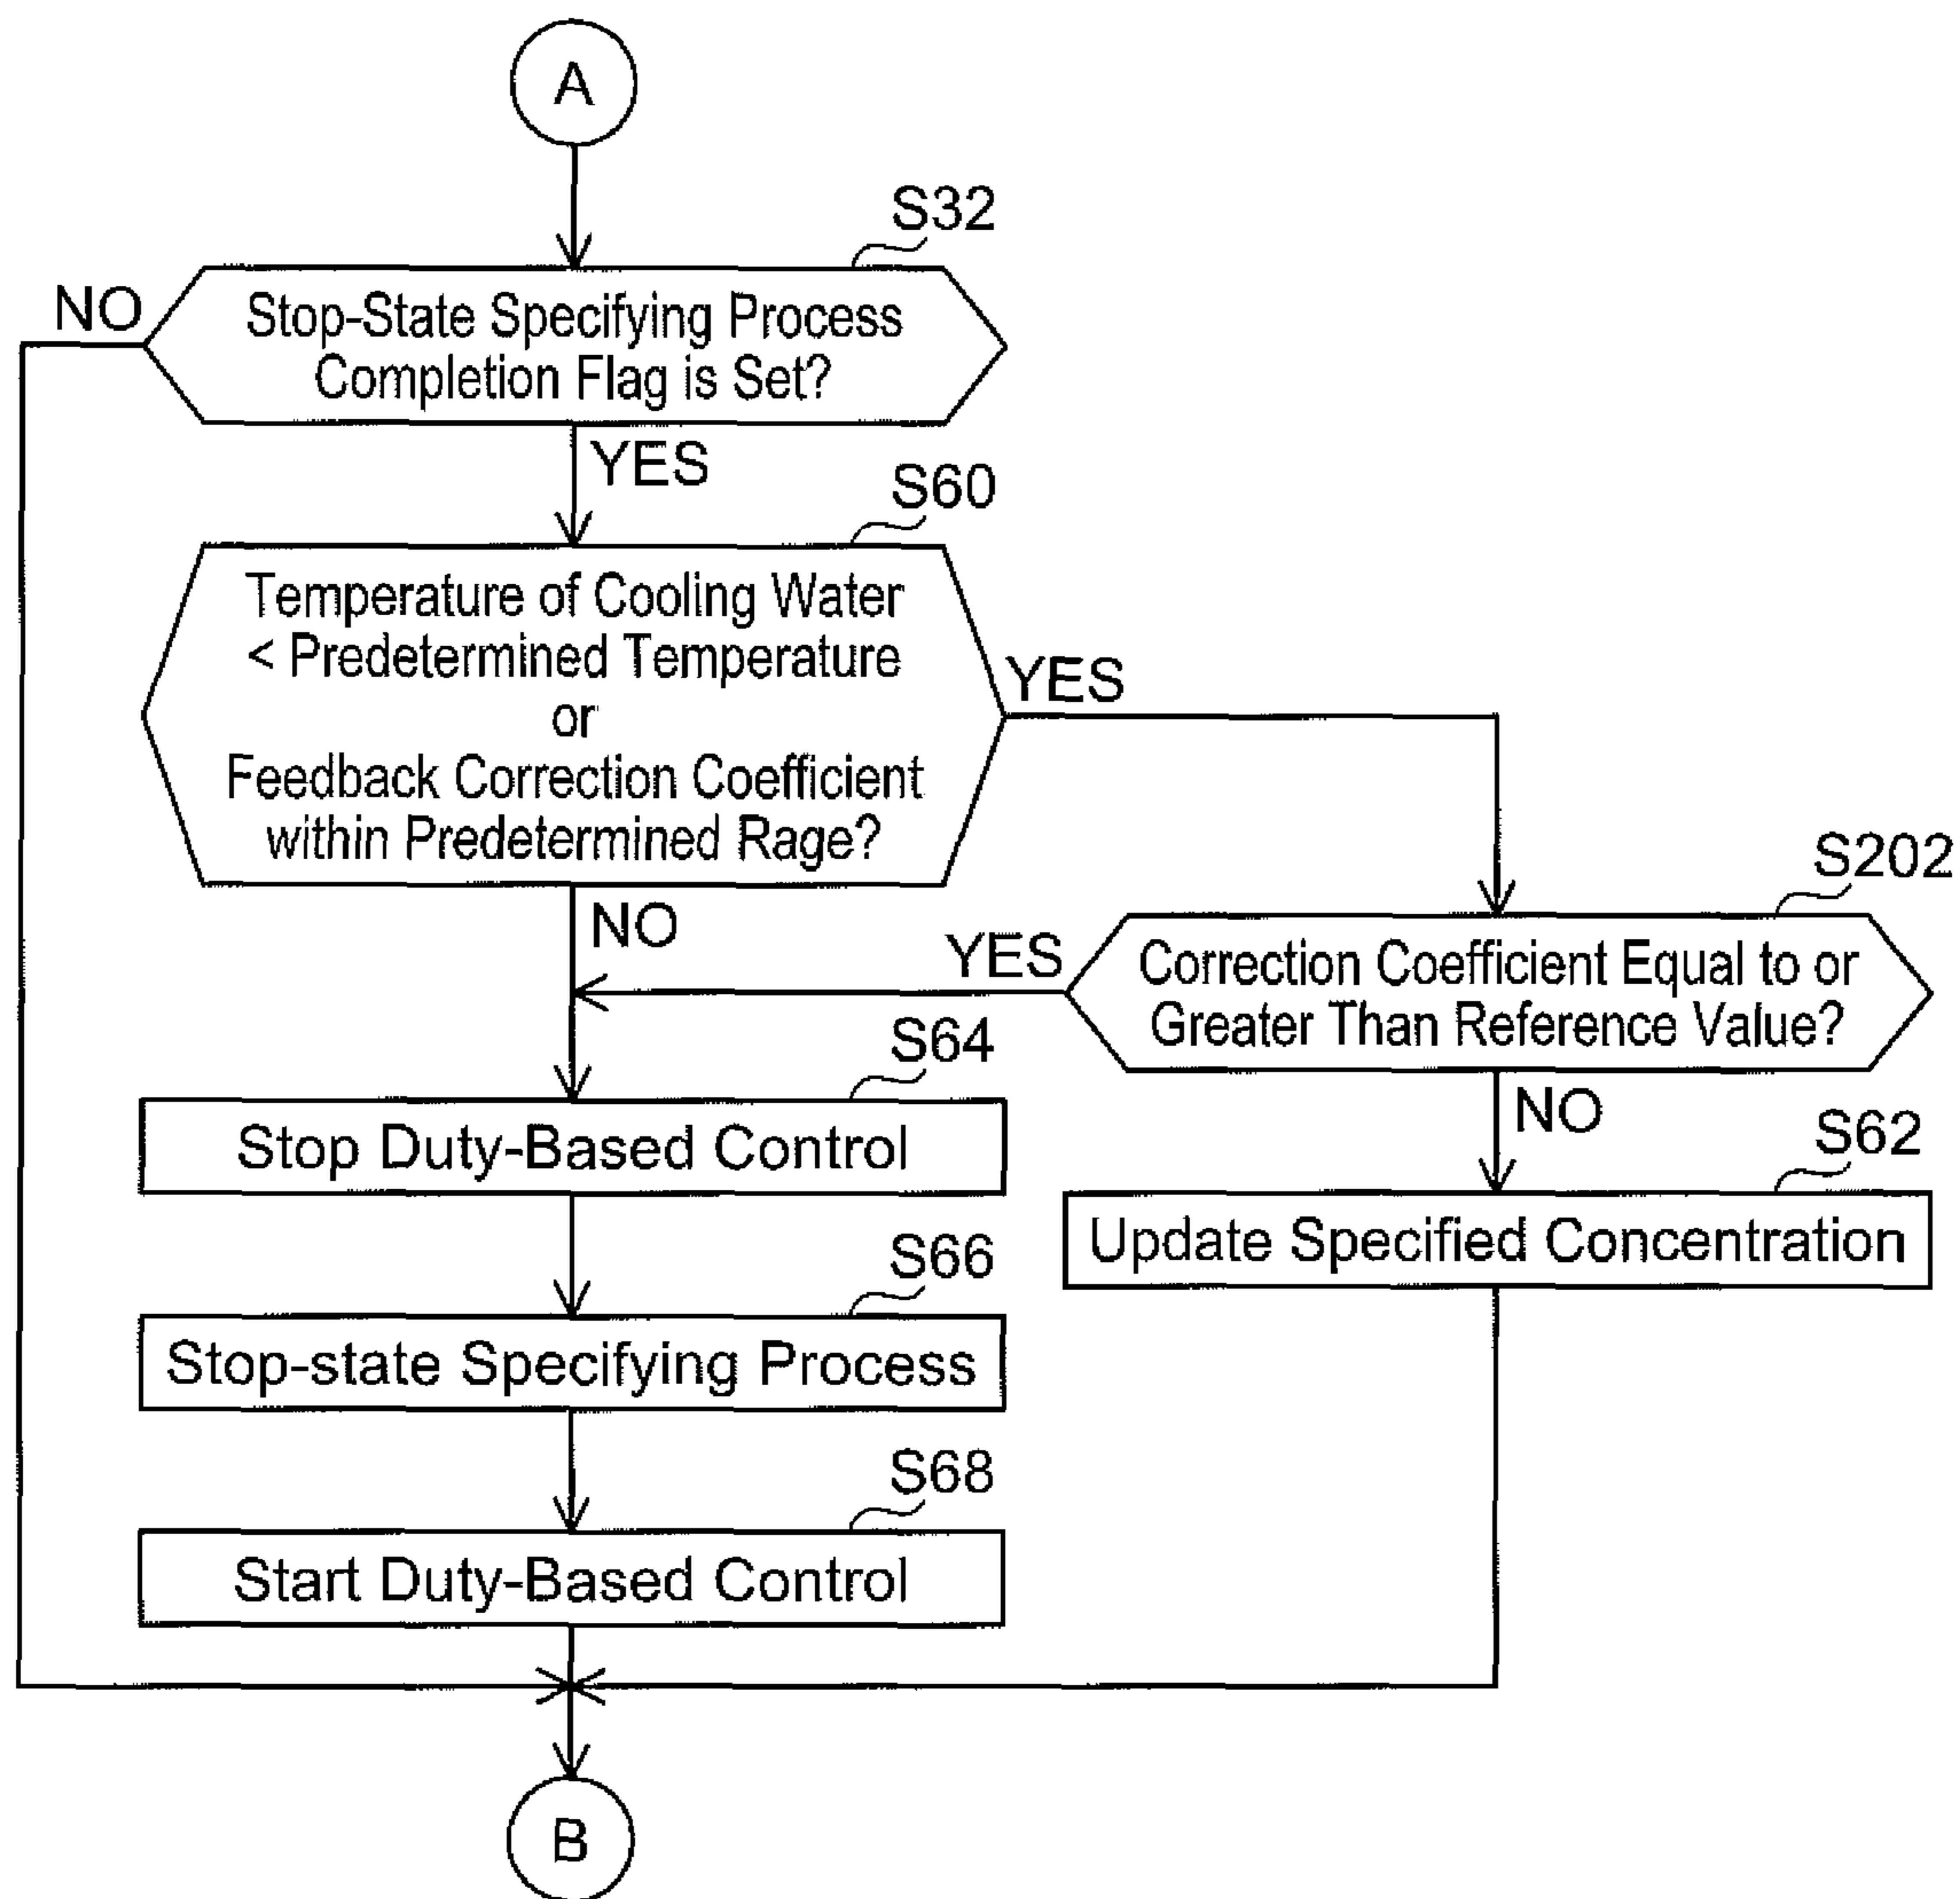 A
S32
NO
Stop-State Specifying Process
Completion Flag is Set?
YES
S60
Temperature of Cooling Water
< Predetermined Temperature
or
Feedback Correction Coefficient
within Predetermined Rage?
YES
NO
S202
YES
Correction Coefficient Equal to or
Greater Than Reference Value?
NO
S64
Stop Duty-Based Control
S62
Update Specified Concentration
S66
Stop-state Specifying Process
S68
Start Duty-Based Control
B